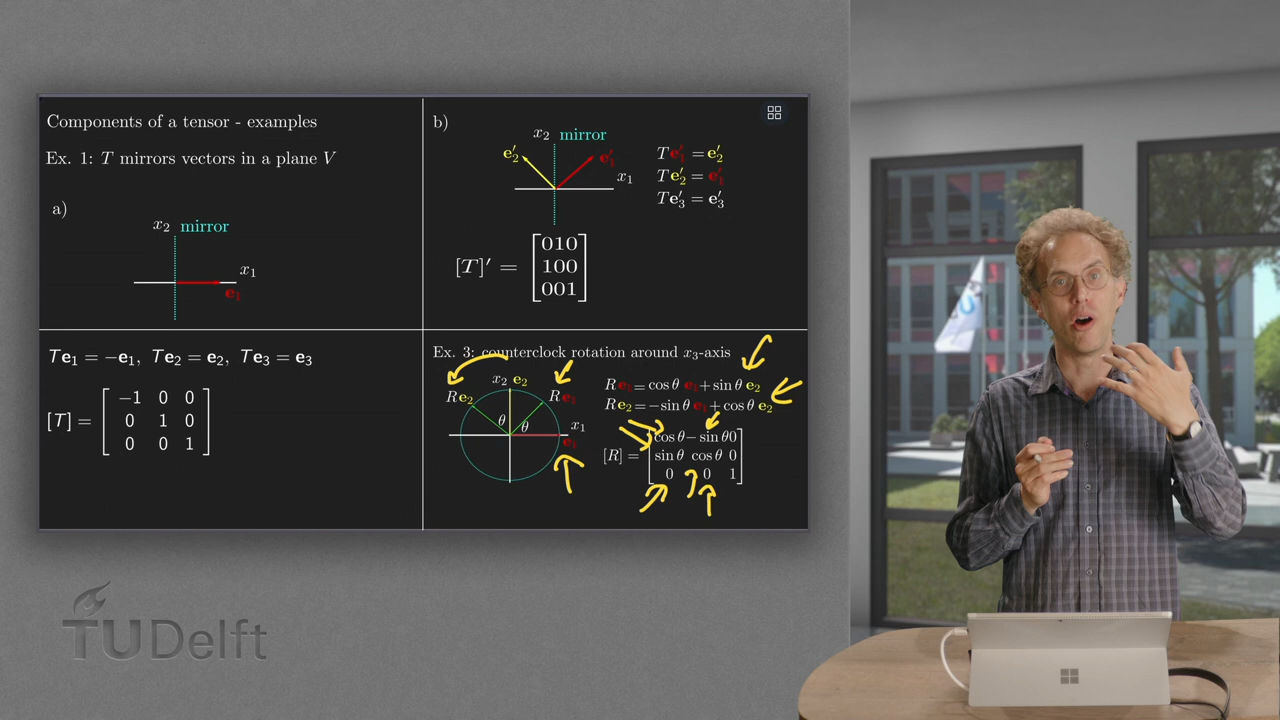 Components of a tensor - examples
Ex. 1: T mirrors vectors in a plane V
a)
x₂ mirror
x₁
e₁
Te₁ = −e₁, Te₂ = e₂, Te₃ = e₃
[T] = [
−1 0 0
0 1 0
0 0 1
]
b)
x₂ mirror
e′₂
e′₁
x₁
Te′₁ = e′₂
Te′₂ = e′₁
Te′₃ = e′₃
[T]′ = [
010
100
001
]
Ex. 3: counterclock rotation around x₃-axis
x₂ e₂
Re₂
Re₁
θ
θ
x₁
e₁
Re₁ = cos θ e₁ + sin θ e₂
Re₂ = −sin θ e₁ + cos θ e₂
[R] = [
cos θ − sin θ 0
sin θ cos θ 0
0 0 1
]
TUDelft